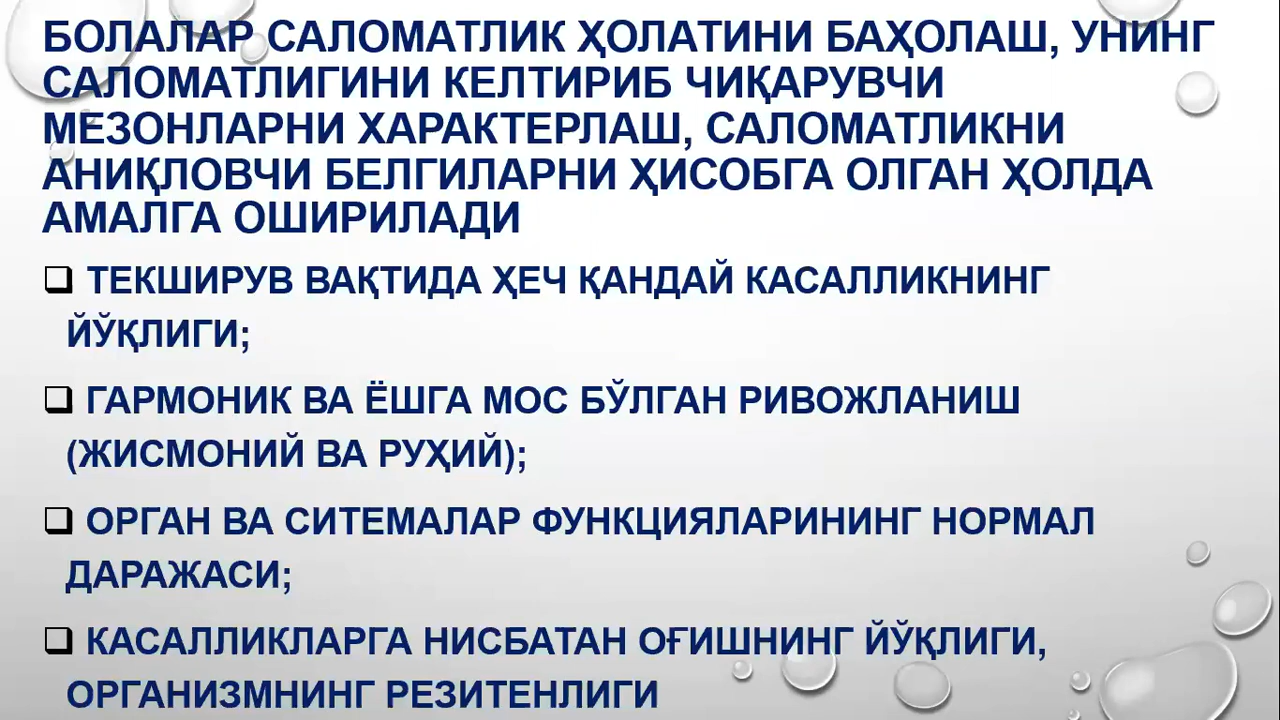 БОЛАЛАР САЛОМАТЛИК ҲОЛАТИНИ БАҲОЛАШ, УНИНГ
САЛОМАТЛИГИНИ КЕЛТИРИБ ЧИҚАРУВЧИ
МЕЗОНЛАРНИ ХАРАКТЕРЛАШ, САЛОМАТЛИКНИ
АНИҚЛОВЧИ БЕЛГИЛАРНИ ҲИСОБГА ОЛГАН ҲОЛДА
АМАЛГА ОШИРИЛАДИ
❑ ТЕКШИРУВ ВАҚТИДА ҲЕЧ ҚАНДАЙ КАСАЛЛИКНИНГ
ЙЎҚЛИГИ;
❑ ГАРМОНИК ВА ЁШГА МОС БЎЛГАН РИВОЖЛАНИШ
(ЖИСМОНИЙ ВА РУҲИЙ);
❑ ОРГАН ВА СИТЕМАЛАР ФУНКЦИЯЛАРИНИНГ НОРМАЛ
ДАРАЖАСИ;
❑ КАСАЛЛИКЛАРГА НИСБАТАН ОҒИШНИНГ ЙЎҚЛИГИ,
ОРГАНИЗМНИНГ РЕЗИТЕНЛИГИ